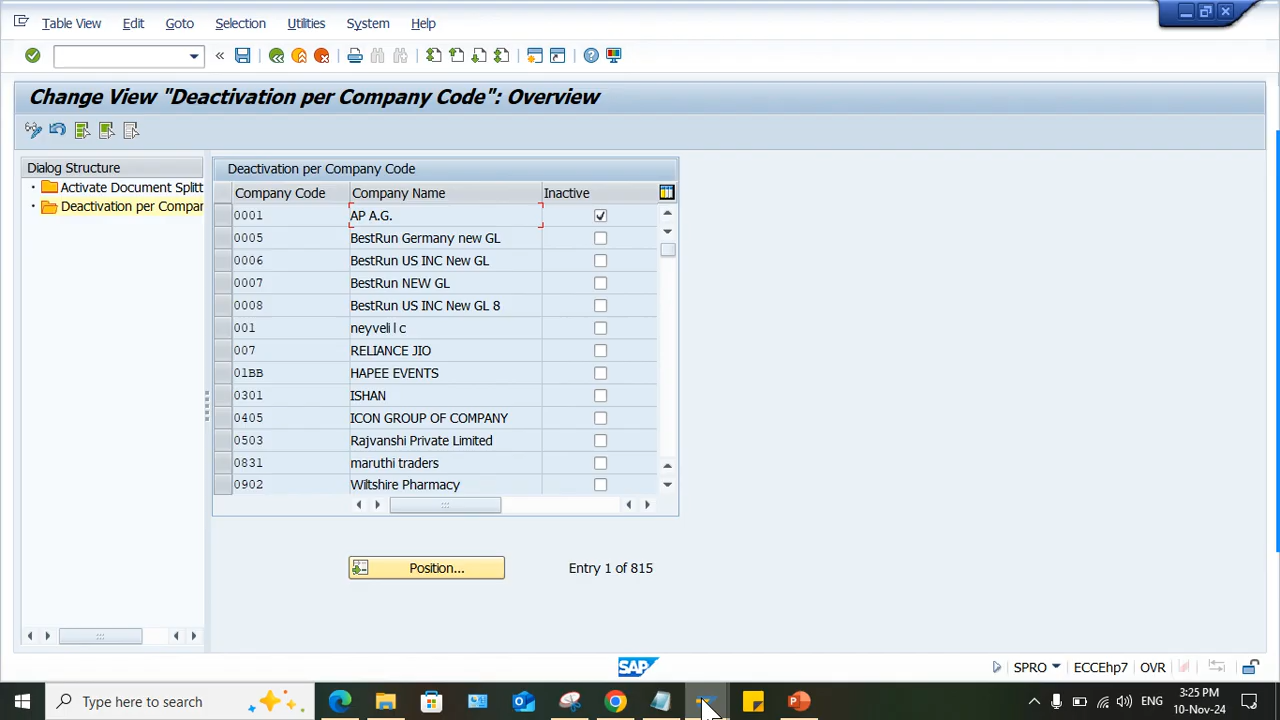 Table View Edit Goto Selection Utilities System Help
Change View "Deactivation per Company Code": Overview
Dialog Structure
Activate Document Splitt
Deactivation per Compar
Deactivation per Company Code
Company Code Company Name Inactive
0001 AP A.G.
0005 BestRun Germany new GL
0006 BestRun US INC New GL
0007 BestRun NEW GL
0008 BestRun US INC New GL 8
001 neyveli l c
007 RELIANCE JIO
01BB HAPEE EVENTS
0301 ISHAN
0405 ICON GROUP OF COMPANY
0503 Rajvanshi Private Limited
0831 maruthi traders
0902 Wiltshire Pharmacy
Position... Entry 1 of 815
SAP
SPRO ECCEhp7 OVR
Type here to search
ENG
3:25 PM
10-Nov-24